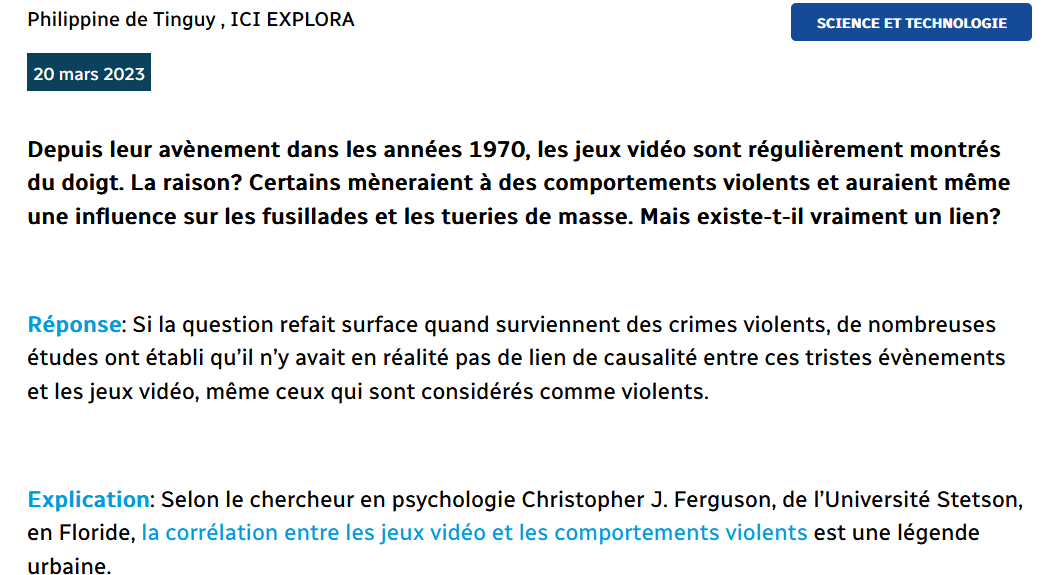 Philippine de Tinguy , ICI EXPLORA
SCIENCE ET TECHNOLOGIE
20 mars 2023
Depuis leur avènement dans les années 1970, les jeux vidéo sont régulièrement montrés
du doigt. La raison? Certains mèneraient à des comportements violents et auraient même
une influence sur les fusillades et les tueries de masse. Mais existe-t-il vraiment un lien?
Réponse: Si la question refait surface quand surviennent des crimes violents, de nombreuses
études ont établi qu’il n’y avait en réalité pas de lien de causalité entre ces tristes évènements
et les jeux vidéo, même ceux qui sont considérés comme violents.
Explication: Selon le chercheur en psychologie Christopher J. Ferguson, de l’Université Stetson,
en Floride, la corrélation entre les jeux vidéo et les comportements violents est une légende
urbaine.